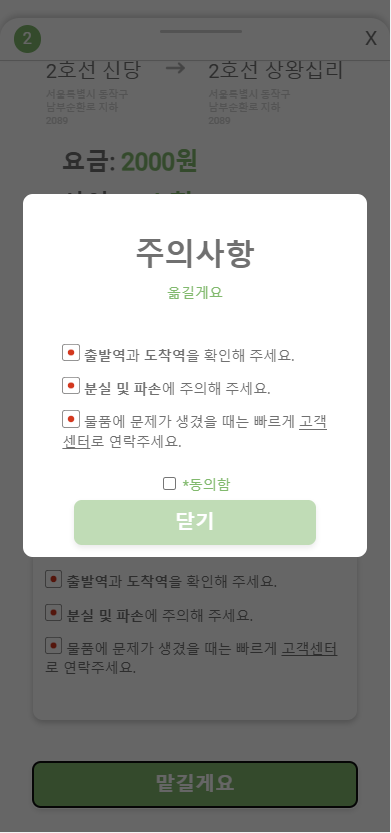 2
X
2호선 신당 → 2호선 상왕십리
서울특별시 동작구 서울특별시 동작구
남부순환로 지하 남부순환로 지하
2089 2089
요금: 2000원
주의사항
옮길게요
출발역과 도착역을 확인해 주세요.
분실 및 파손에 주의해 주세요.
물품에 문제가 생겼을 때는 빠르게 고객
센터로 연락주세요.
*동의함
닫기
출발역과 도착역을 확인해 주세요.
분실 및 파손에 주의해 주세요.
물품에 문제가 생겼을 때는 빠르게 고객센터
로 연락주세요.
맡길게요